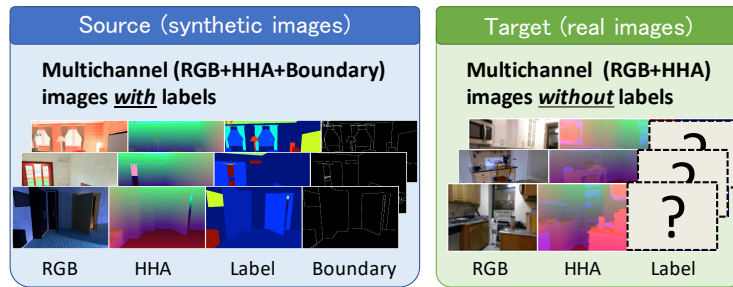 Source (synthetic images)
Multichannel (RGB+HHA+Boundary)
images with labels
RGB HHA Label Boundary
Target (real images)
Multichannel (RGB+HHA)
images without labels
?
?
?
RGB HHA Label